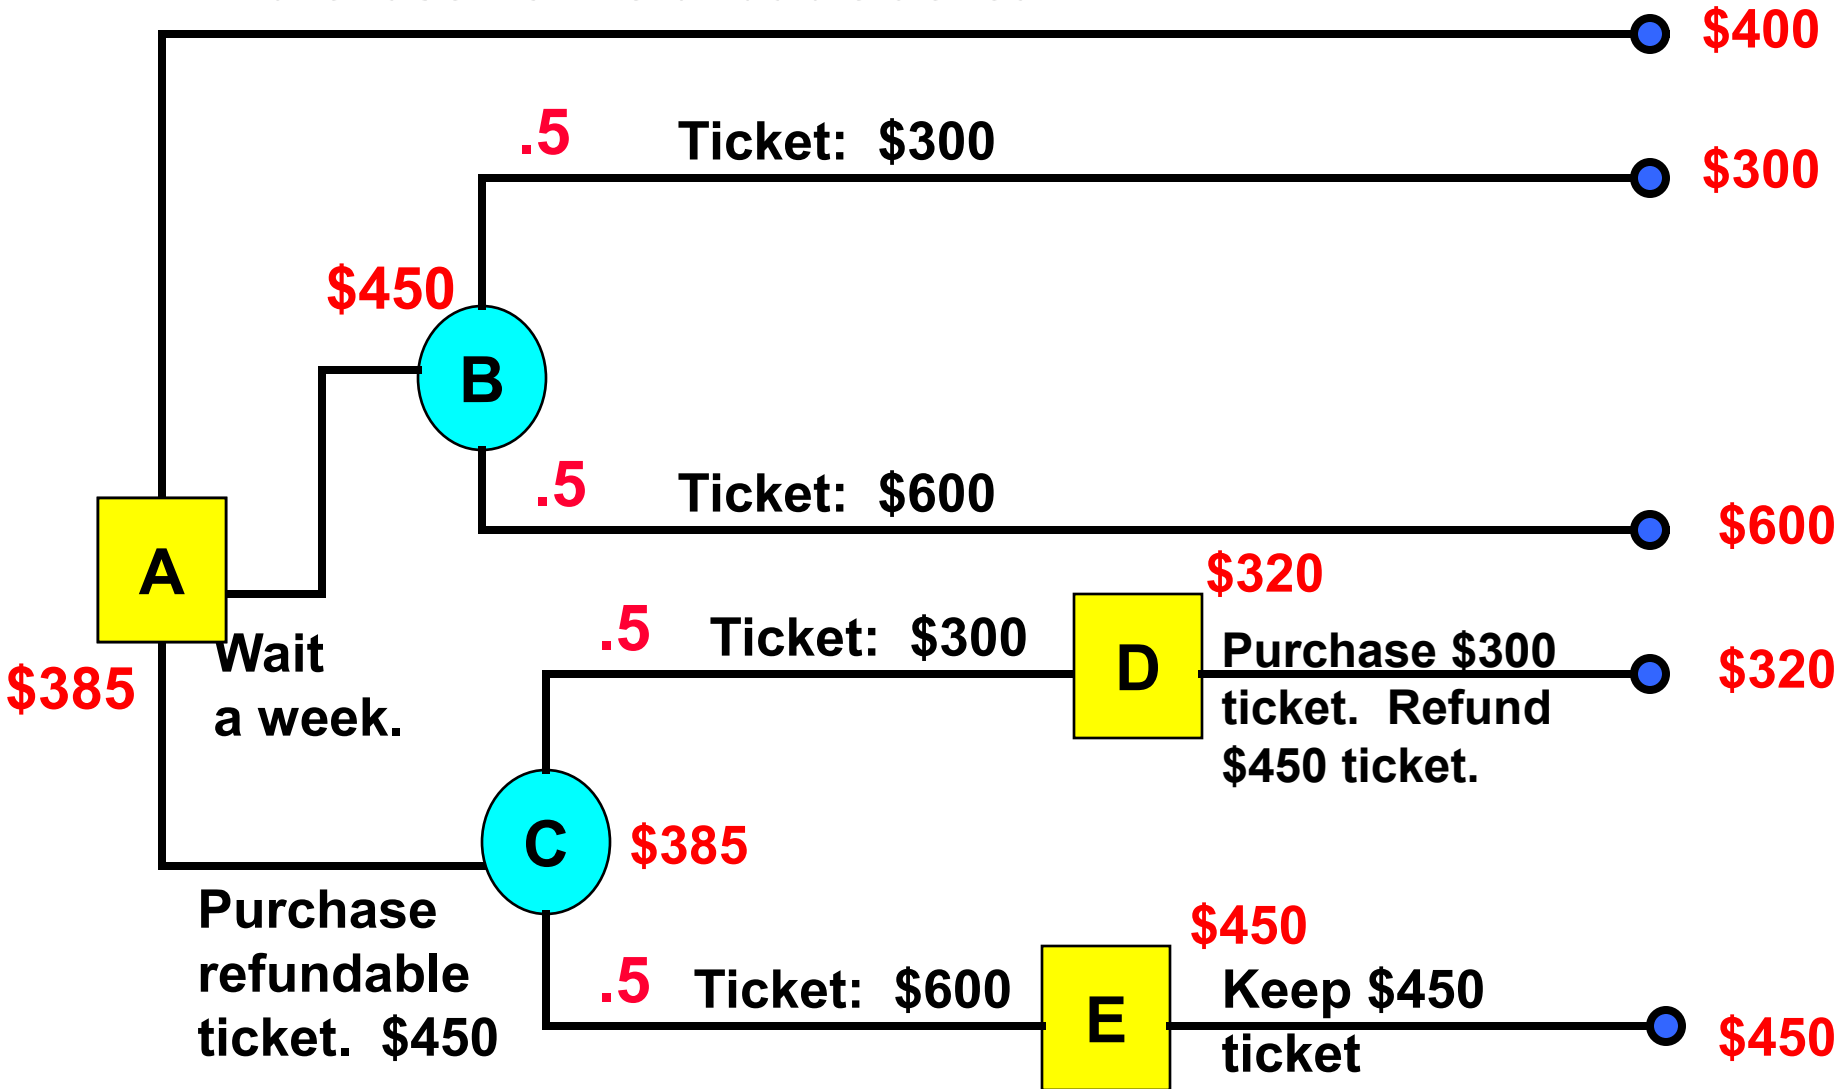 $400
.5 Ticket: $300
$300
$450
B
.5 Ticket: $600
$600
A
$385
Wait
a week.
.5 Ticket: $300
D
$320
Purchase $300
ticket. Refund
$450 ticket.
$320
C
$385
Purchase
refundable
ticket. $450
.5 Ticket: $600
E
$450
Keep $450
ticket
$450